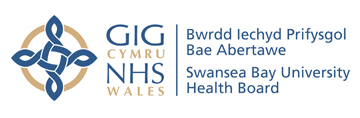 GIG
CYMRU
NHS
WALES
Bwrdd Iechyd Prifysgol
Bae Abertawe
Swansea Bay University
Health Board